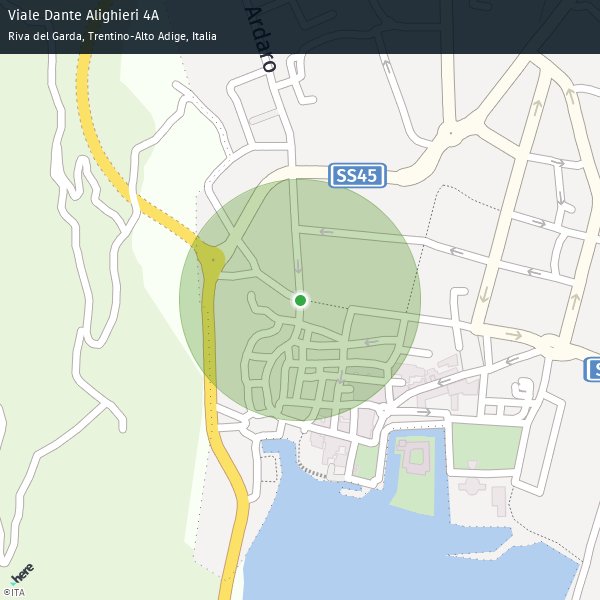 Viale Dante Alighieri 4A
Riva del Garda, Trentino-Alto Adige, Italia
Ardaro
SS45
S
here
©ITA